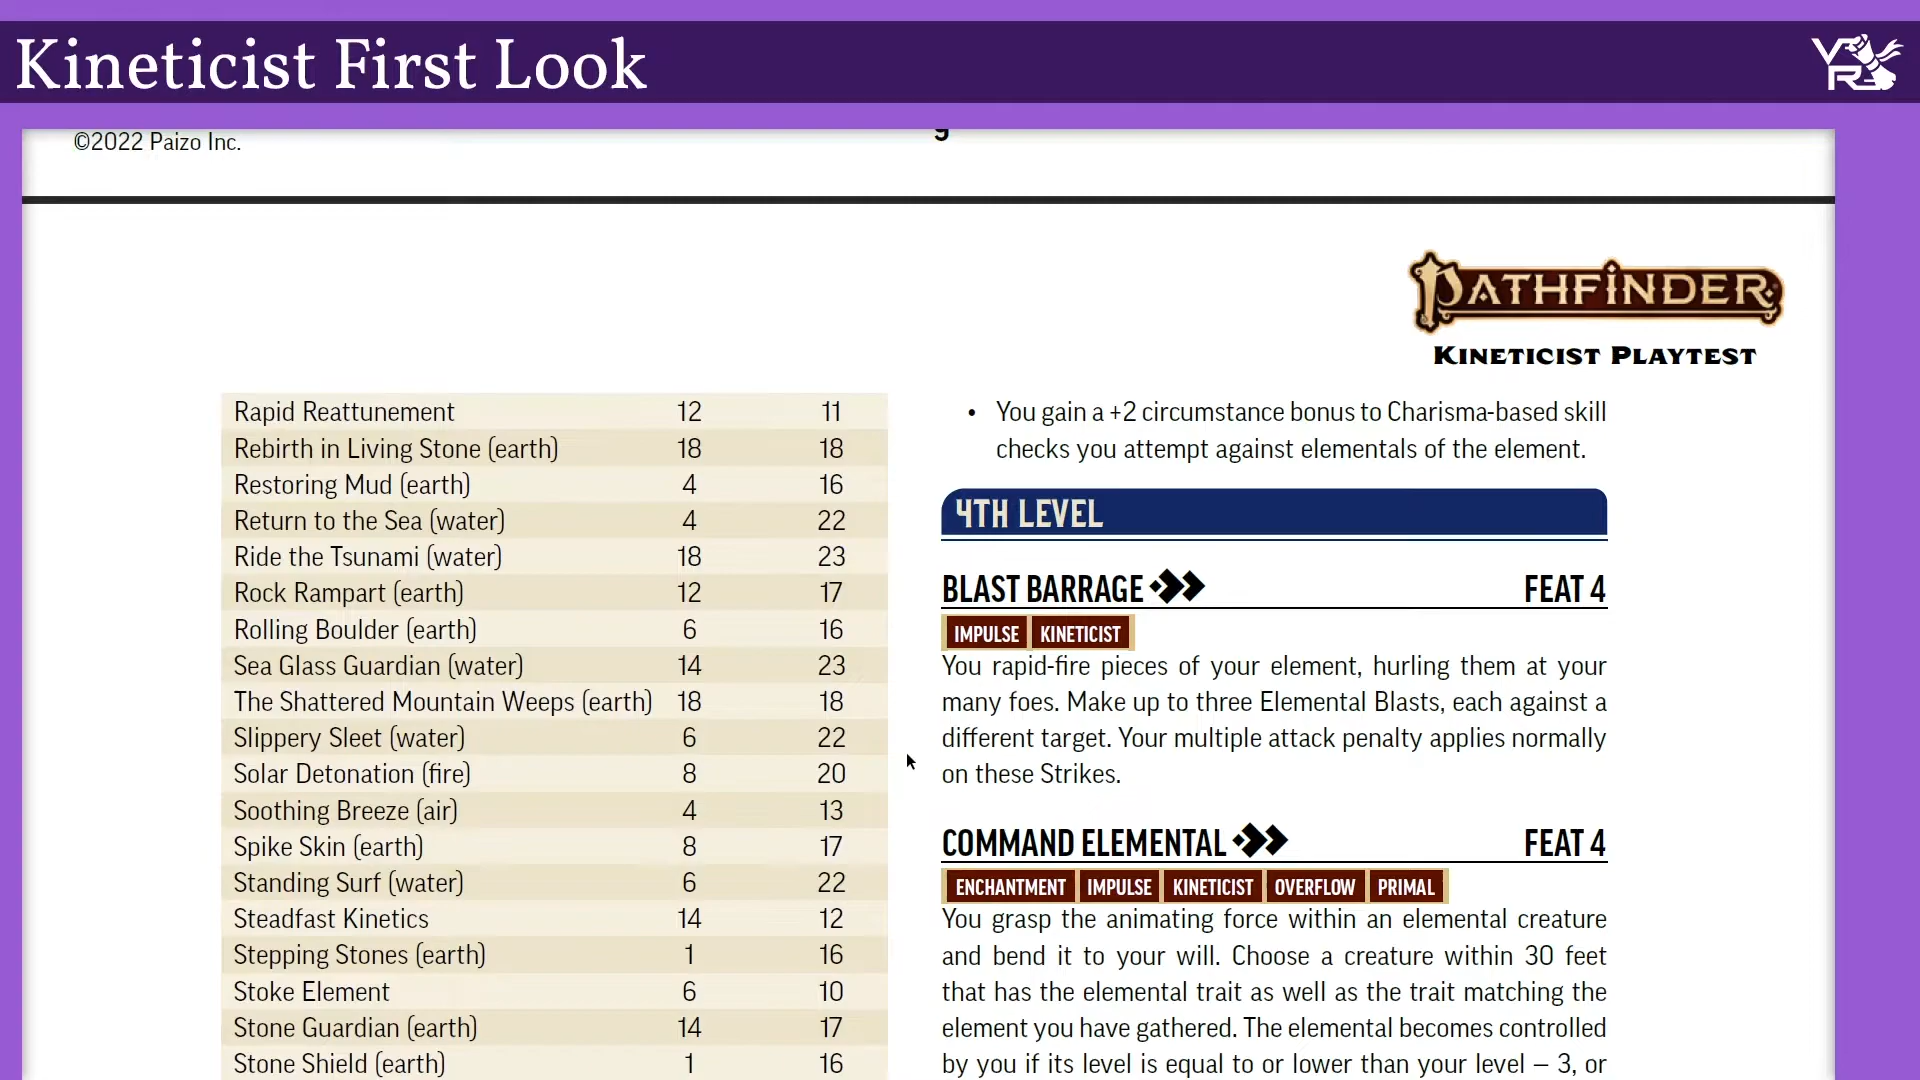 Kineticist First Look
VR
©2022 Paizo Inc.
9
PATHFINDER
KINETICIST PLAYTEST
Rapid Reattunement 12 11
Rebirth in Living Stone (earth) 18 18
Restoring Mud (earth) 4 16
Return to the Sea (water) 4 22
Ride the Tsunami (water) 18 23
Rock Rampart (earth) 12 17
Rolling Boulder (earth) 6 16
Sea Glass Guardian (water) 14 23
The Shattered Mountain Weeps (earth) 18 18
Slippery Sleet (water) 6 22
Solar Detonation (fire) 8 20
Soothing Breeze (air) 4 13
Spike Skin (earth) 8 17
Standing Surf (water) 6 22
Steadfast Kinetics 14 12
Stepping Stones (earth) 1 16
Stoke Element 6 10
Stone Guardian (earth) 14 17
Stone Shield (earth) 1 16
• You gain a +2 circumstance bonus to Charisma-based skill
checks you attempt against elementals of the element.
4TH LEVEL
BLAST BARRAGE FEAT 4
IMPULSE KINETICIST
You rapid-fire pieces of your element, hurling them at your
many foes. Make up to three Elemental Blasts, each against a
different target. Your multiple attack penalty applies normally
on these Strikes.
COMMAND ELEMENTAL FEAT 4
ENCHANTMENT IMPULSE KINETICIST OVERFLOW PRIMAL
You grasp the animating force within an elemental creature
and bend it to your will. Choose a creature within 30 feet
that has the elemental trait as well as the trait matching the
element you have gathered. The elemental becomes controlled
by you if its level is equal to or lower than your level – 3, or